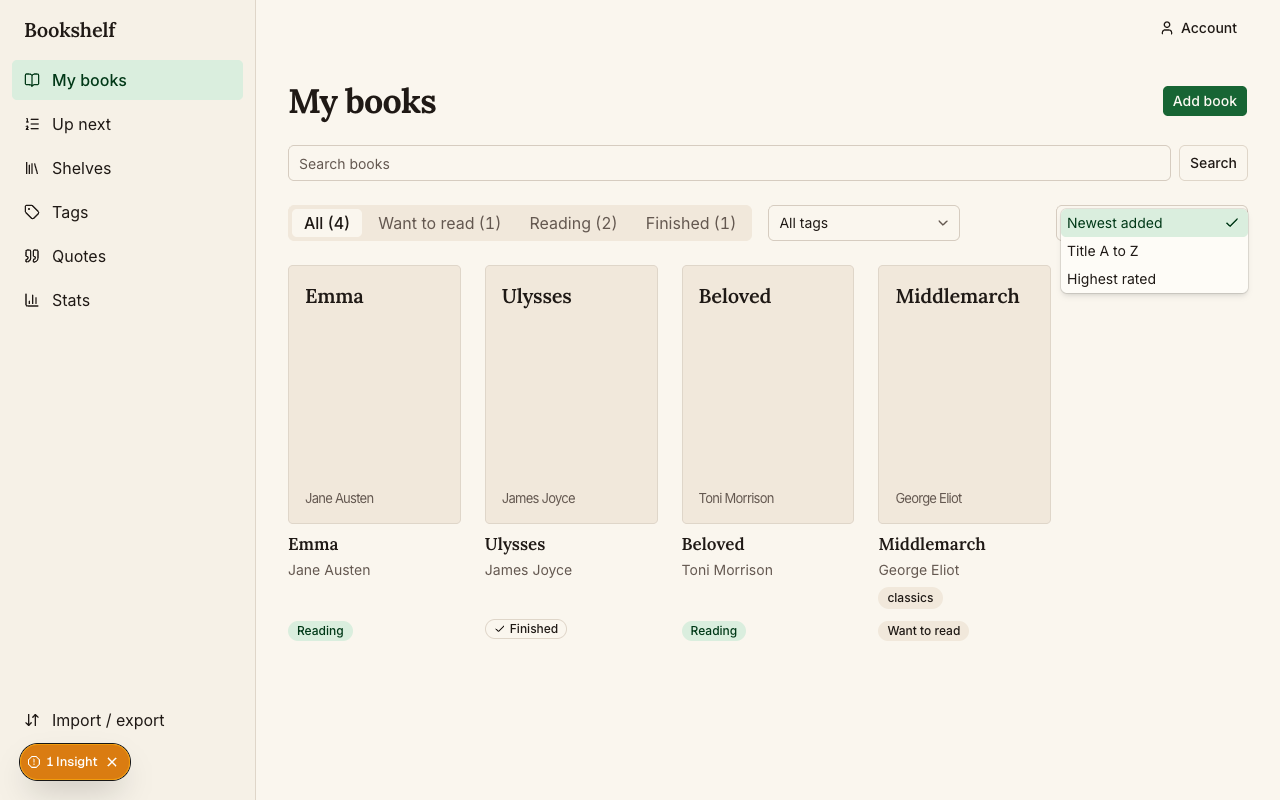 Bookshelf
Account
My books
Up next
Shelves
Tags
Quotes
Stats
Import / export
1 Insight
My books
Add book
Search books
Search
All (4)
Want to read (1)
Reading (2)
Finished (1)
All tags
Newest added
Title A to Z
Highest rated
Emma
Jane Austen
Emma
Jane Austen
Reading
Ulysses
James Joyce
Ulysses
James Joyce
Finished
Beloved
Toni Morrison
Beloved
Toni Morrison
Reading
Middlemarch
George Eliot
Middlemarch
George Eliot
classics
Want to read